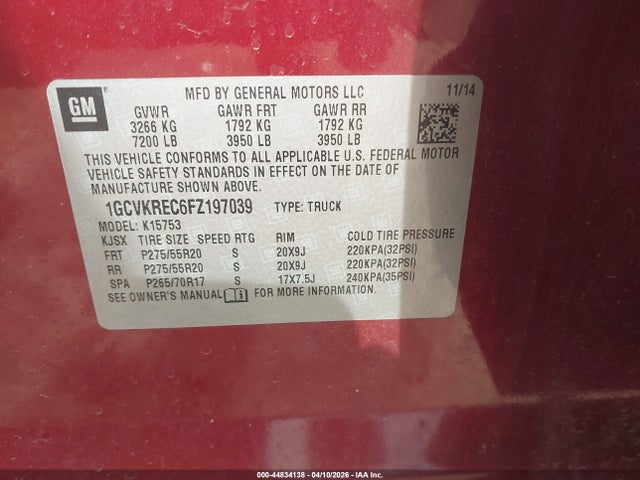 GM
MFD BY GENERAL MOTORS LLC 11/14
GVWR GAWR FRT GAWR RR
3266 KG 1792 KG 1792 KG
7200 LB 3950 LB 3950 LB
THIS VEHICLE CONFORMS TO ALL APPLICABLE U.S. FEDERAL MOTOR
VEHICLE SAFETY STANDARDS IN EFFECT ON THE DATE OF
MANUFACTURE SHOWN ABOVE.
1GCVKREC6FZ197039 TYPE: TRUCK
MODEL: K15753
KJSX TIRE SIZE SPEED RTG RIM COLD TIRE PRESSURE
FRT P275/55R20 S 20X9J 220KPA(32PSI)
RR P275/55R20 S 20X9J 220KPA(32PSI)
SPA P265/70R17 S 17X7.5J 240KPA(35PSI)
SEE OWNER'S MANUAL FOR MORE INFORMATION.
000-44834138 - 04/10/2026 - IAA Inc.